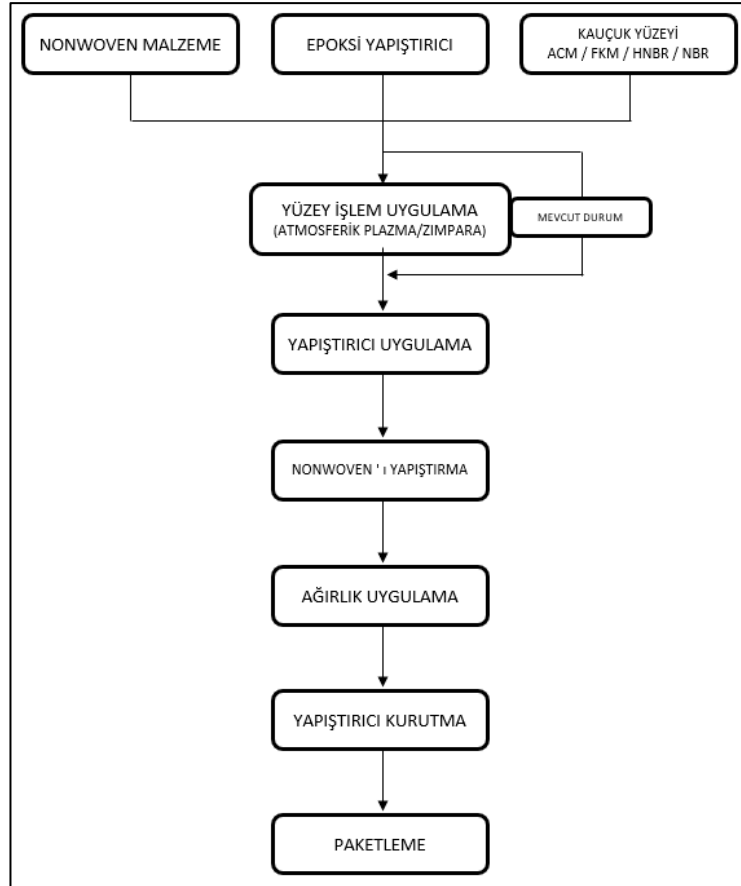 NONWOVEN MALZEME
EPOKSİ YAPIŞTIRICI
KAUÇUK YÜZEYİ
ACM / FKM / HNBR / NBR
YÜZEY İŞLEM UYGULAMA
(ATMOSFERİK PLAZMA/ZIMPARA)
MEVCUT DURUM
YAPIŞTIRICI UYGULAMA
NONWOVEN ' ı YAPIŞTIRMA
AĞIRLIK UYGULAMA
YAPIŞTIRICI KURUTMA
PAKETLEME